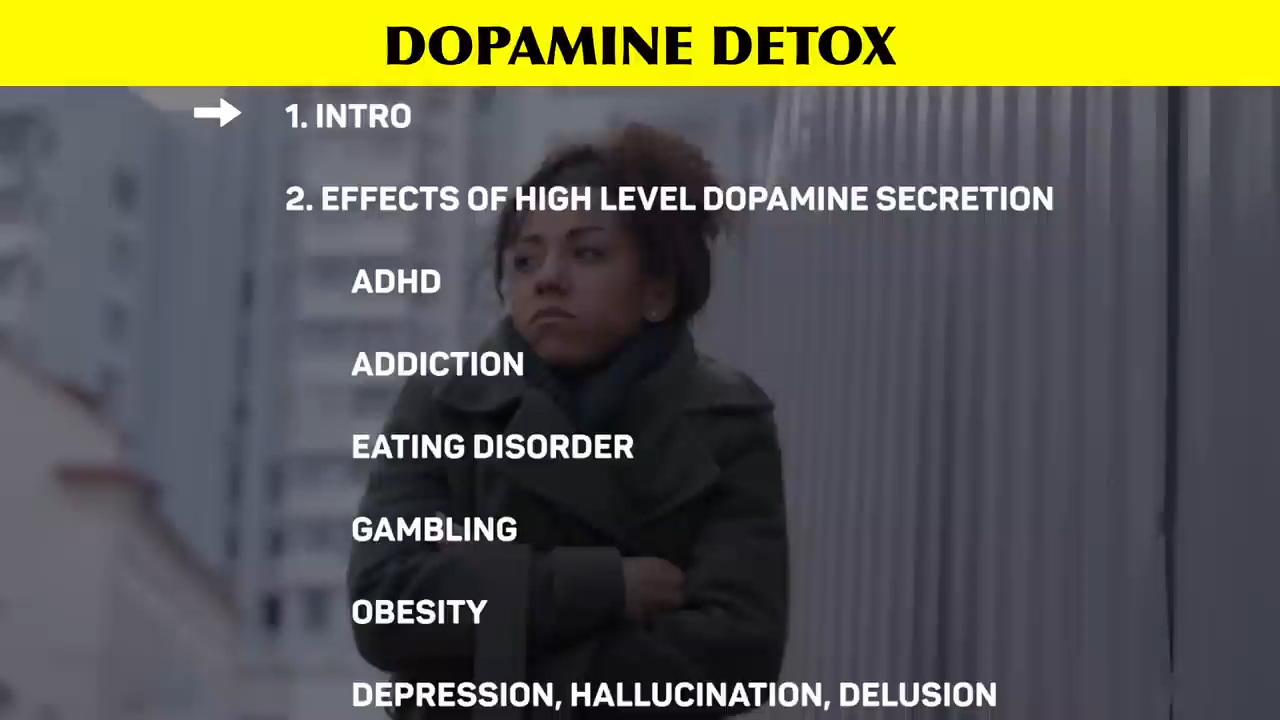 DOPAMINE DETOX
1. INTRO
2. EFFECTS OF HIGH LEVEL DOPAMINE SECRETION
ADHD
ADDICTION
EATING DISORDER
GAMBLING
OBESITY
DEPRESSION, HALLUCINATION, DELUSION